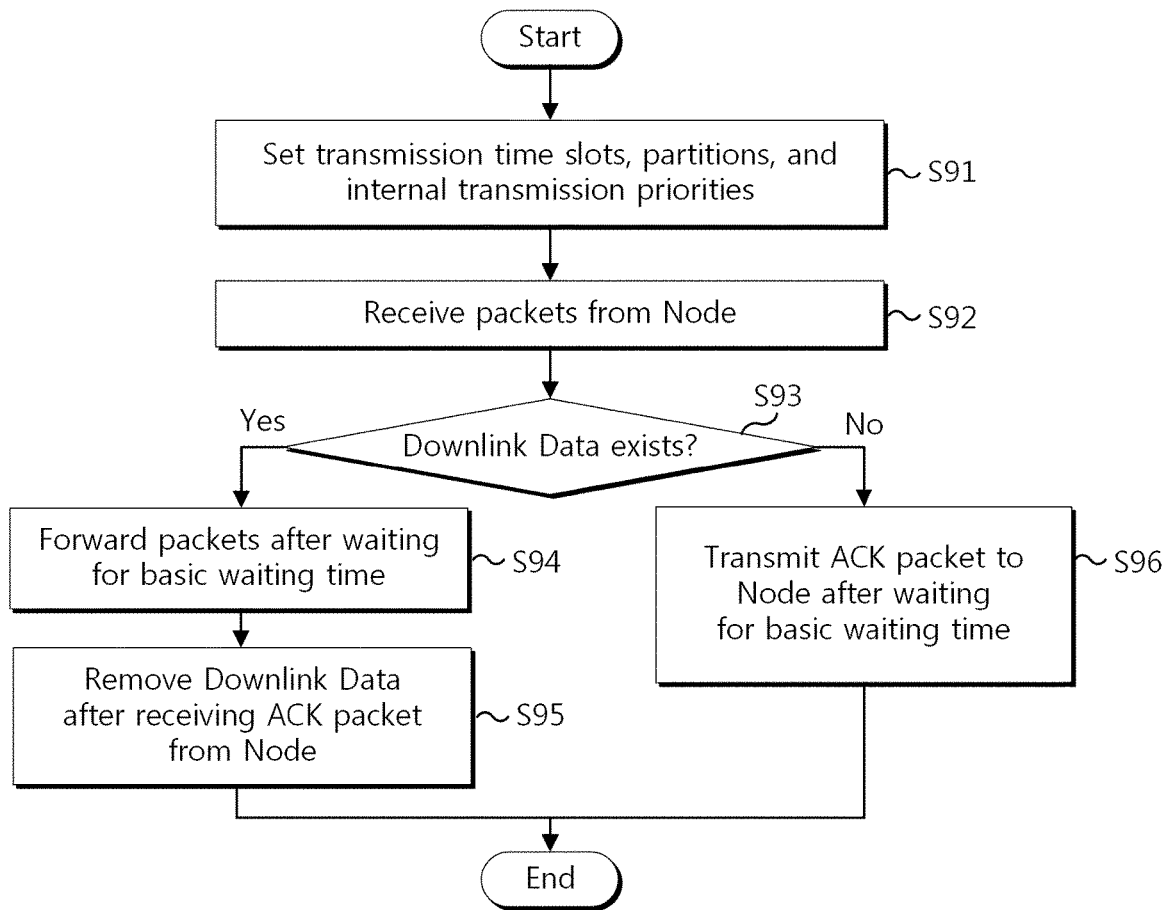 Start
Set transmission time slots, partitions, and
internal transmission priorities
S91
Receive packets from Node
S92
S93
Yes
Downlink Data exists?
No
Forward packets after waiting
for basic waiting time
S94
Transmit ACK packet to
Node after waiting
for basic waiting time
S96
Remove Downlink Data
after receiving ACK packet
from Node
S95
End